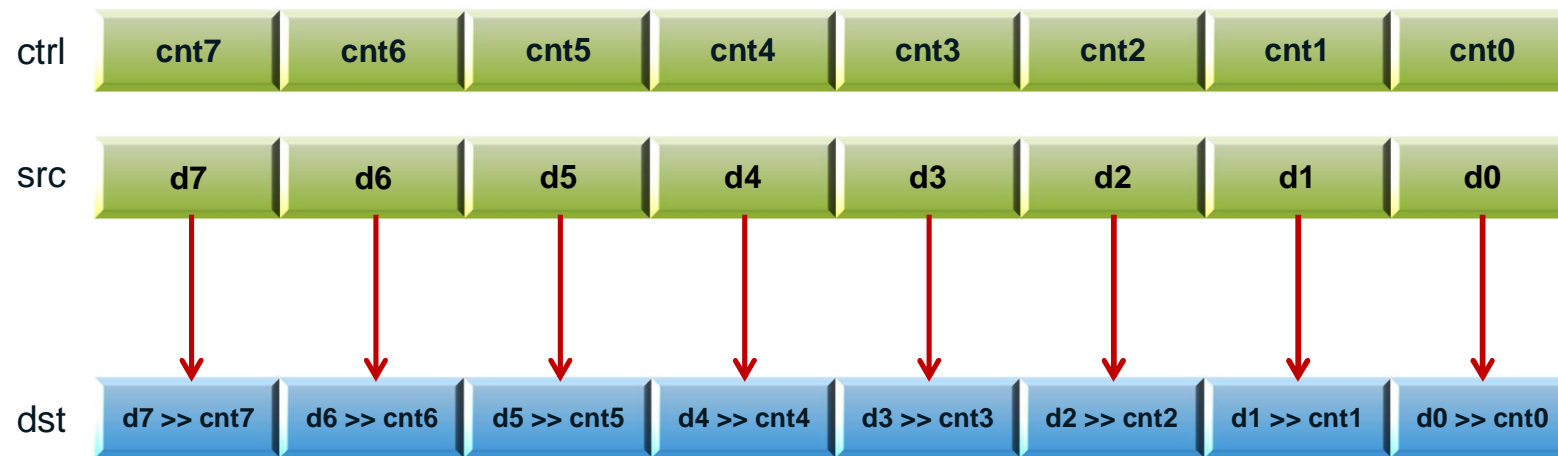 ctrl cnt7 cnt6 cnt5 cnt4 cnt3 cnt2 cnt1 cnt0
src d7 d6 d5 d4 d3 d2 d1 d0
dst d7 >> cnt7 d6 >> cnt6 d5 >> cnt5 d4 >> cnt4 d3 >> cnt3 d2 >> cnt2 d1 >> cnt1 d0 >> cnt0